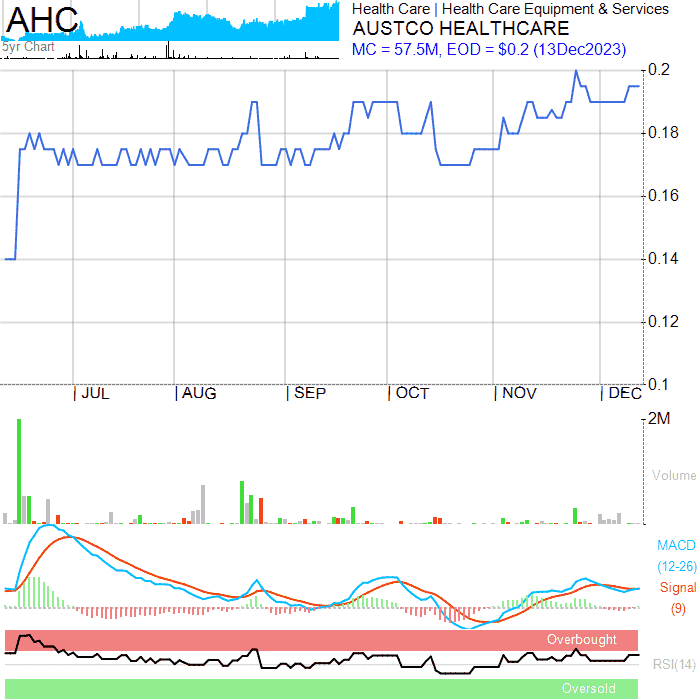 AHC
5yr Chart
Health Care | Health Care Equipment & Services
AUSTCO HEALTHCARE
MC = 57.5M, EOD = $0.2 (13Dec2023)
0.2
0.18
0.16
0.14
0.12
0.1
| JUL | AUG | SEP | OCT | NOV | DEC
2M
Volume
MACD
(12-26)
Signal
(9)
Overbought
RSI(14)
Oversold